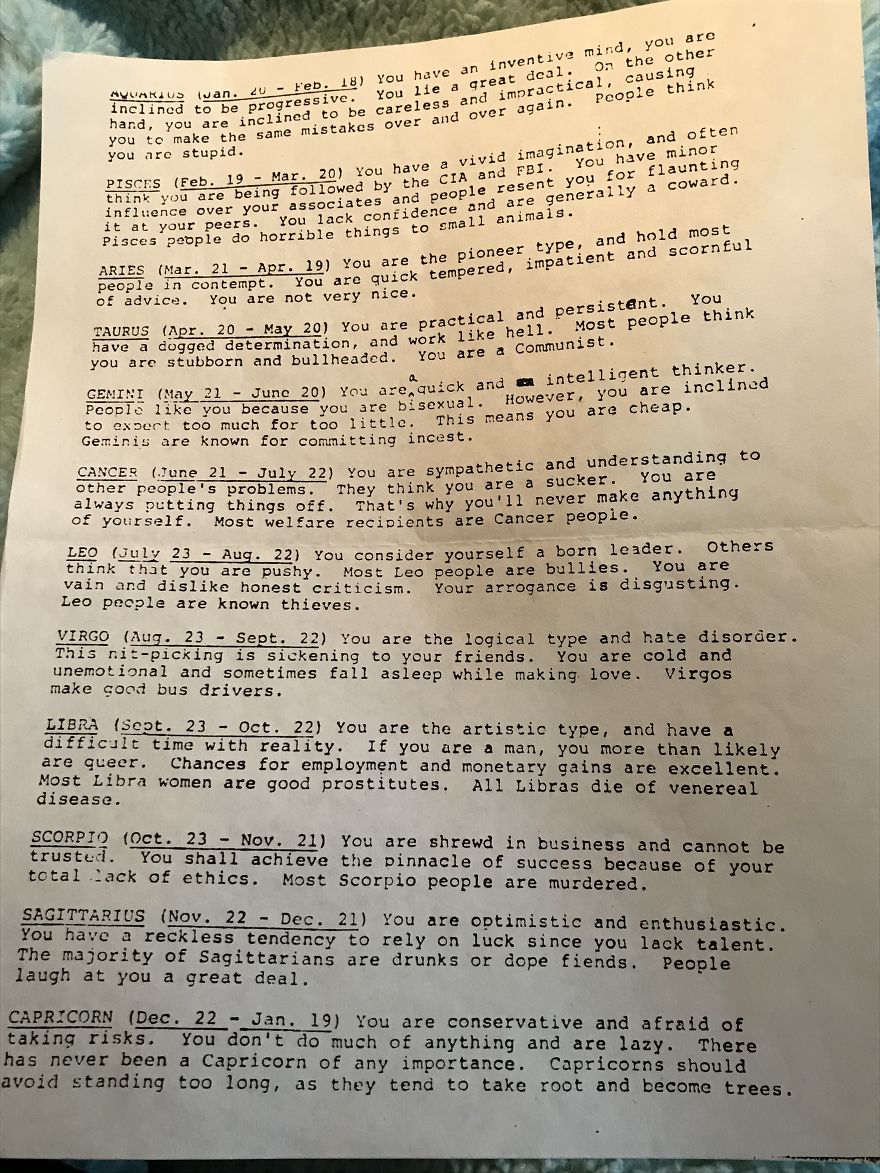 AQUARIUS (Jan. 20 - Feb. 18) You have an inventive mind, you are
inclined to be progressive. You lie a great deal. On the other
hand, you are inclined to be careless and impractical, causing
you to make the same mistakes over and over again. People think
you are stupid.
PISCES (Feb. 19 - Mar. 20) You have a vivid imagination, and often
think you are being followed by the CIA and FBI. You have minor
influence over your associates and people resent you for flaunting
it at your peers. You lack confidence and are generally a coward.
Pisces people do horrible things to small animals.
ARIES (Mar. 21 - Apr. 19) You are the pioneer type, and hold most
people in contempt. You are quick tempered, impatient and scornful
of advice. You are not very nice.
TAURUS (Apr. 20 - May 20) You are practical and persistent. You
have a dogged determination, and work like hell. Most people think
you are stubborn and bullheaded. You are a Communist.
GEMINI (May 21 - June 20) You are a quick and intelligent thinker.
People like you because you are bisexual. However, you are inclined
to expect too much for too little. This means you are cheap.
Geminis are known for committing incest.
CANCER (June 21 - July 22) You are sympathetic and understanding to
other people's problems. They think you are a sucker. You are
always putting things off. That's why you'll never make anything
of yourself. Most welfare recipients are Cancer people.
LEO (July 23 - Aug. 22) You consider yourself a born leader. Others
think that you are pushy. Most Leo people are bullies. You are
vain and dislike honest criticism. Your arrogance is disgusting.
Leo people are known thieves.
VIRGO (Aug. 23 - Sept. 22) You are the logical type and hate disorder.
This nit-picking is sickening to your friends. You are cold and
unemotional and sometimes fall asleep while making love. Virgos
make good bus drivers.
LIBRA (Sept. 23 - Oct. 22) You are the artistic type, and have a
difficult time with reality. If you are a man, you more than likely
are queer. Chances for employment and monetary gains are excellent.
Most Libra women are good prostitutes. All Libras die of venereal
disease.
SCORPIO (Oct. 23 - Nov. 21) You are shrewd in business and cannot be
trusted. You shall achieve the pinnacle of success because of your
total lack of ethics. Most Scorpio people are murdered.
SAGITTARIUS (Nov. 22 - Dec. 21) You are optimistic and enthusiastic.
You have a reckless tendency to rely on luck since you lack talent.
The majority of Sagittarians are drunks or dope fiends. People
laugh at you a great deal.
CAPRICORN (Dec. 22 - Jan. 19) You are conservative and afraid of
taking risks. You don't do much of anything and are lazy. There
has never been a Capricorn of any importance. Capricorns should
avoid standing too long, as they tend to take root and become trees.